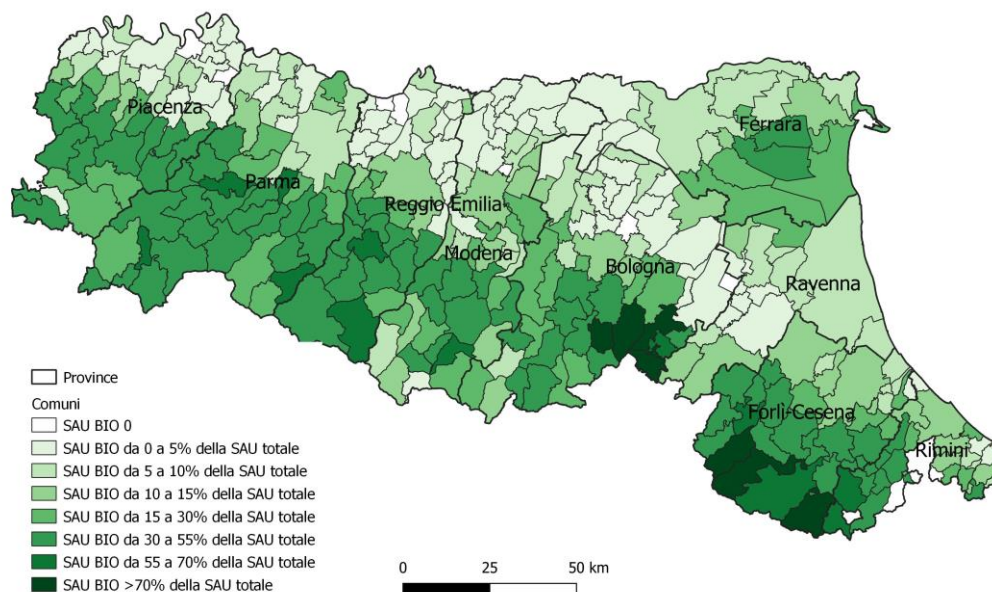 Piacenza
Ferrara
Parma
Reggio Emilia
Modena
Bologna
Ravenna
Forlì-Cesena
Rimini
Province
Comuni
SAU BIO 0
SAU BIO da 0 a 5% della SAU totale
SAU BIO da 5 a 10% della SAU totale
SAU BIO da 10 a 15% della SAU totale
SAU BIO da 15 a 30% della SAU totale
SAU BIO da 30 a 55% della SAU totale
SAU BIO da 55 a 70% della SAU totale
SAU BIO >70% della SAU totale
0 25 50 km